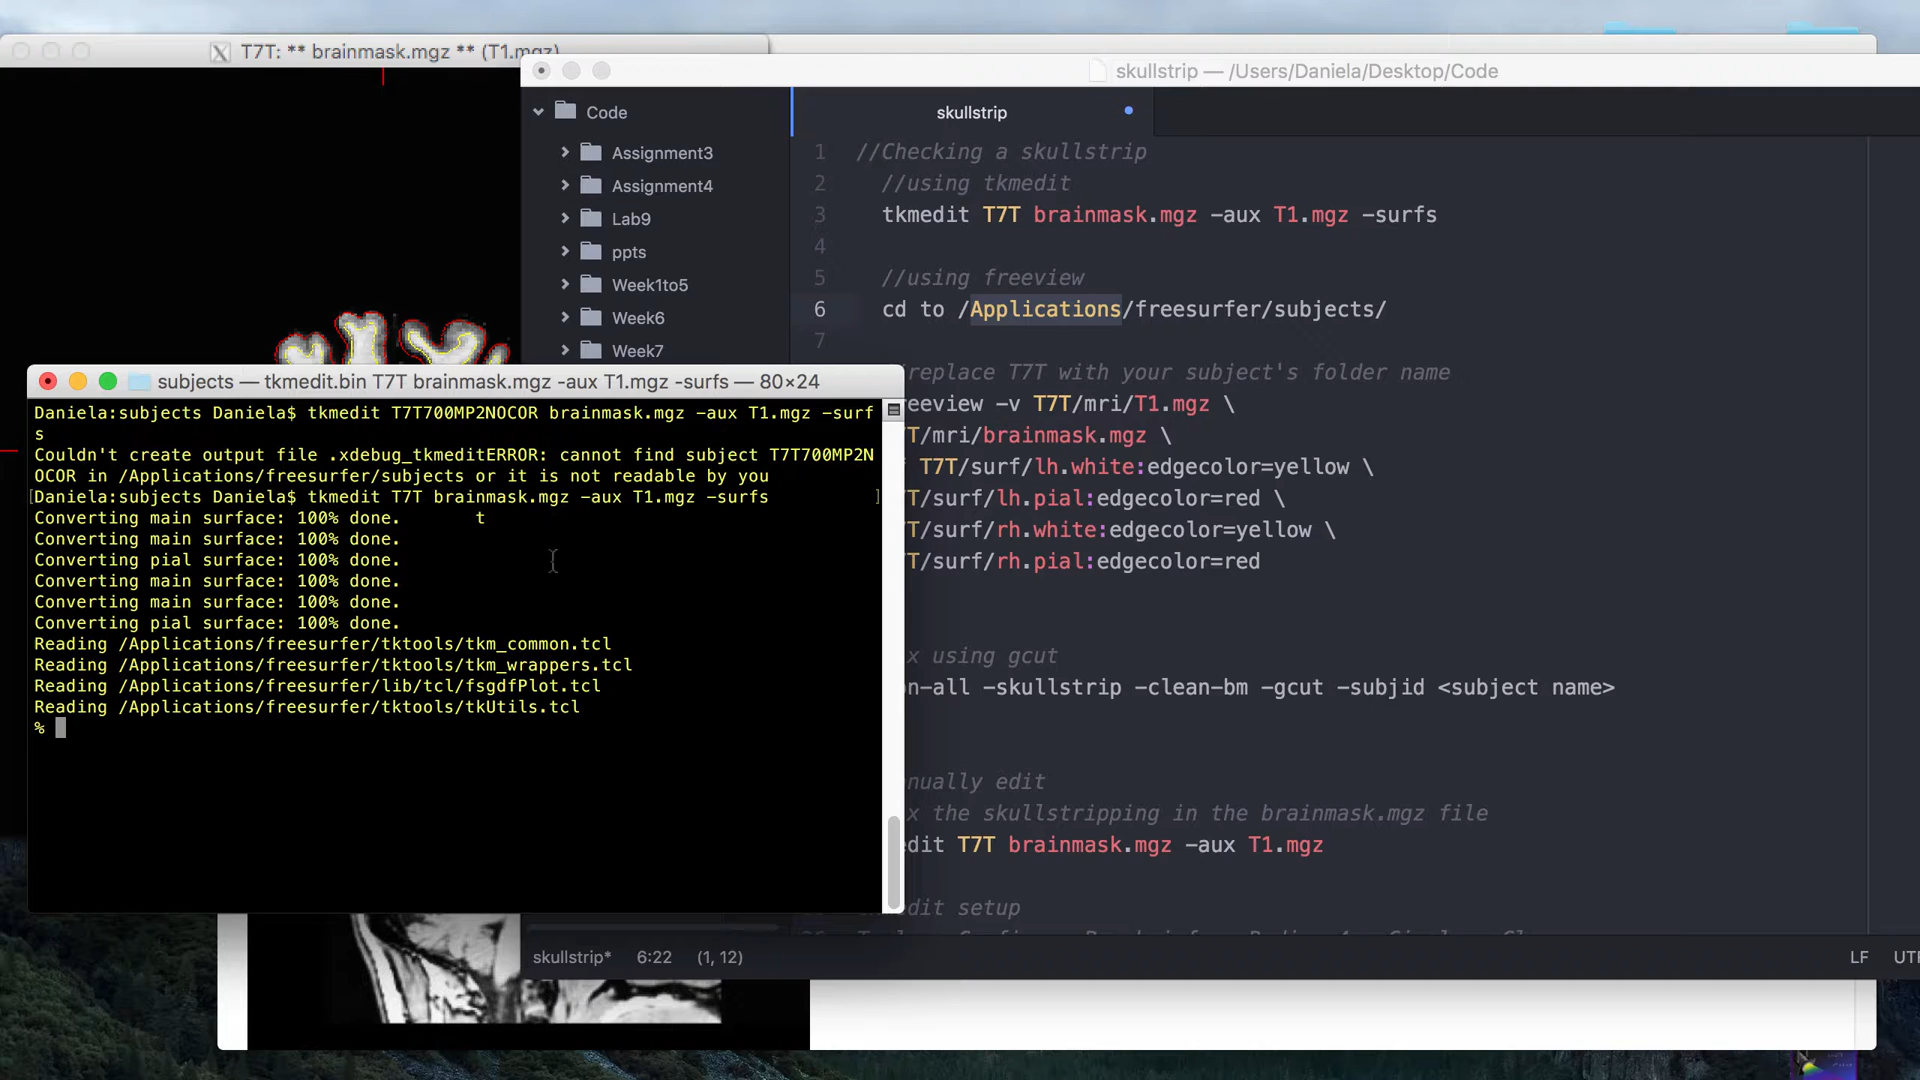 T7T: ** brainmask.mgz ** (T1.mgz)
skullstrip — /Users/Daniela/Desktop/Code
Code
Assignment3
Assignment4
Lab9
ppts
Week1to5
Week6
Week7
skullstrip
1 //Checking a skullstrip
2 //using tkmedit
3 tkmedit T7T brainmask.mgz -aux T1.mgz -surfs
4
5 //using freeview
6 cd to /Applications/freesurfer/subjects/
7
replace T7T with your subject's folder name
reeview -v T7T/mri/T1.mgz \
T/mri/brainmask.mgz \
T7T/surf/lh.white:edgecolor=yellow \
T/surf/lh.pial:edgecolor=red \
T/surf/rh.white:edgecolor=yellow \
T/surf/rh.pial:edgecolor=red
x using gcut
on-all -skullstrip -clean-bm -gcut -subjid <subject name>
nually edit
x the skullstripping in the brainmask.mgz file
edit T7T brainmask.mgz -aux T1.mgz
edit setup
skullstrip* 6:22 (1, 12)
LF UTF
subjects — tkmedit.bin T7T brainmask.mgz -aux T1.mgz -surfs — 80×24
Daniela:subjects Daniela$ tkmedit T7T700MP2NOCOR brainmask.mgz -aux T1.mgz -surf
s
Couldn't create output file .xdebug_tkmeditERROR: cannot find subject T7T700MP2N
OCOR in /Applications/freesurfer/subjects or it is not readable by you
[Daniela:subjects Daniela$ tkmedit T7T brainmask.mgz -aux T1.mgz -surfs ]
Converting main surface: 100% done. t
Converting main surface: 100% done.
Converting pial surface: 100% done.
Converting main surface: 100% done.
Converting main surface: 100% done.
Converting pial surface: 100% done.
Reading /Applications/freesurfer/tktools/tkm_common.tcl
Reading /Applications/freesurfer/tktools/tkm_wrappers.tcl
Reading /Applications/freesurfer/lib/tcl/fsgdfPlot.tcl
Reading /Applications/freesurfer/tktools/tkUtils.tcl
%